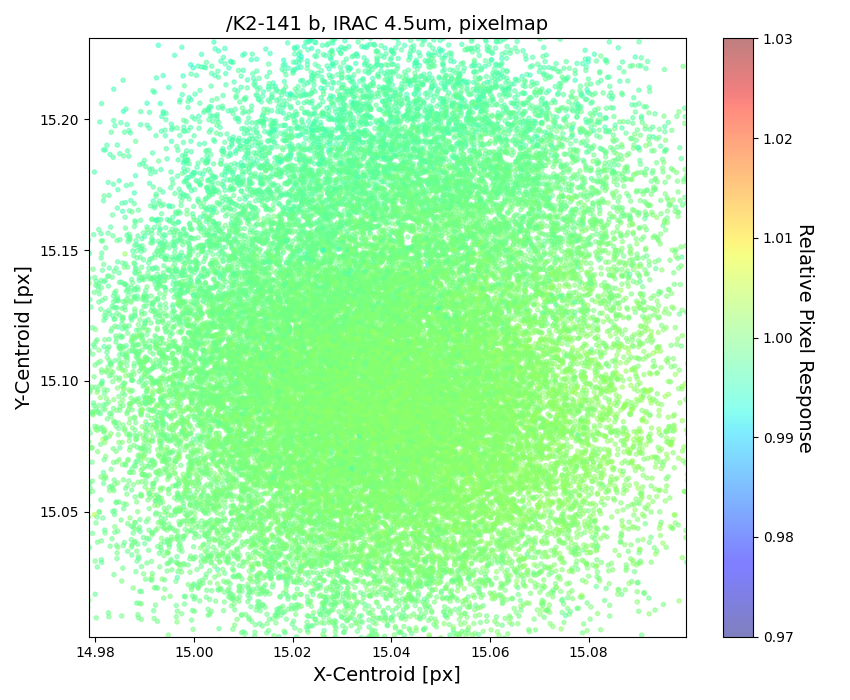 /K2-141 b, IRAC 4.5um, pixelmap
Y-Centroid [px]
15.20
15.15
15.10
15.05
14.98 15.00 15.02 15.04 15.06 15.08
X-Centroid [px]
1.03
1.02
1.01
1.00
0.99
0.98
0.97
Relative Pixel Response